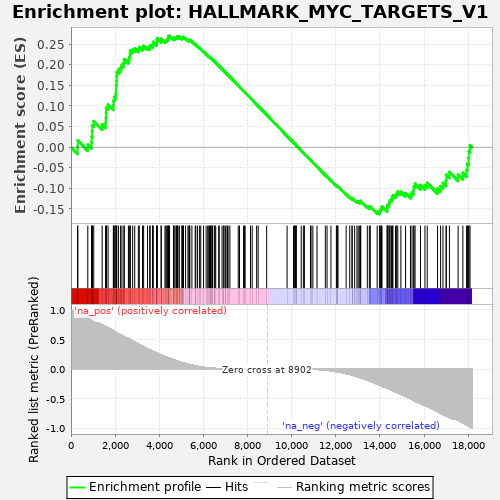 Enrichment plot: HALLMARK_MYC_TARGETS_V1
Enrichment score (ES)
0.25
0.20
0.15
0.10
0.05
0.00
-0.05
-0.10
-0.15
'na_pos' (positively correlated)
Ranked list metric (PreRanked)
1.0
0.5
0.0
-0.5
-1.0
Zero cross at 8902
'na_neg' (negatively correlated)
0
2,000
4,000
6,000
8,000
10,000
12,000
14,000
16,000
18,000
Rank in Ordered Dataset
Enrichment profile
Hits
Ranking metric scores